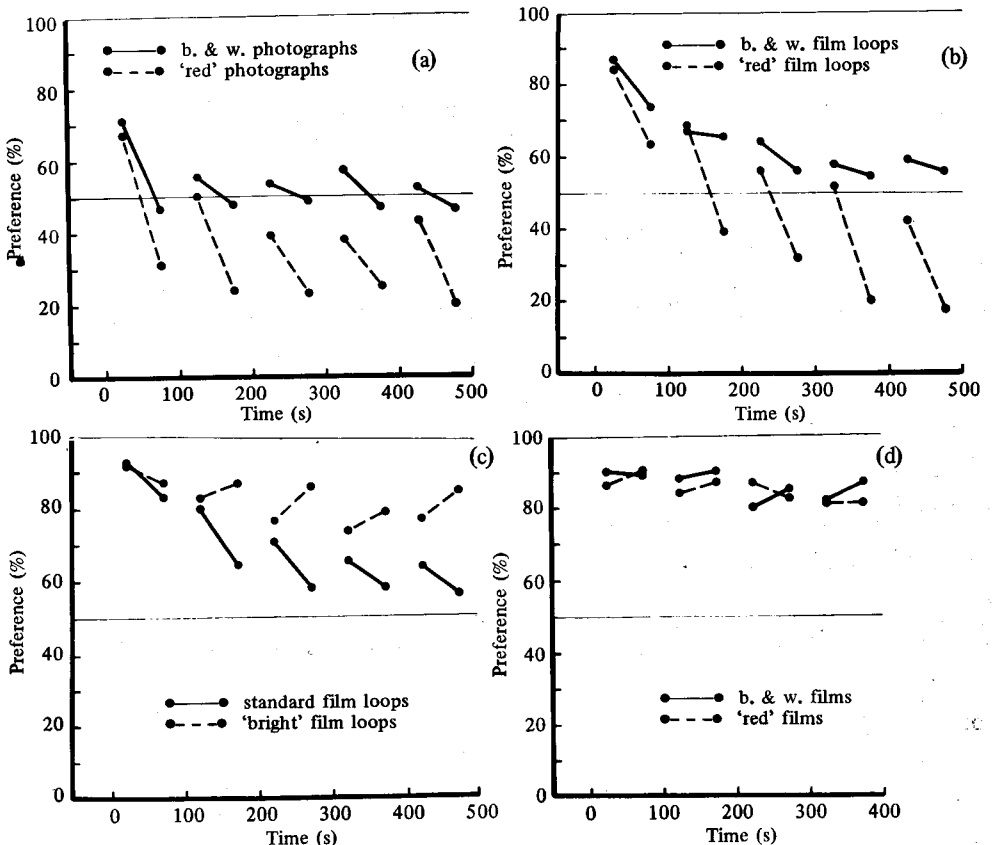 100
80
60
40
20
0
Preference (%)
b. & w. photographs
‘red’ photographs
(a)
0 100 200 300 400 500
Time (s)
100
80
60
40
20
0
Preference (%)
b. & w. film loops
‘red’ film loops
(b)
0 100 200 300 400 500
Time (s)
100
80
60
40
20
0
Preference (%)
(c)
standard film loops
‘bright’ film loops
0 100 200 300 400 500
Time (s)
100
80
60
40
20
0
Preference (%)
(d)
b. & w. films
‘red’ films
0 100 200 300 400
Time (s)